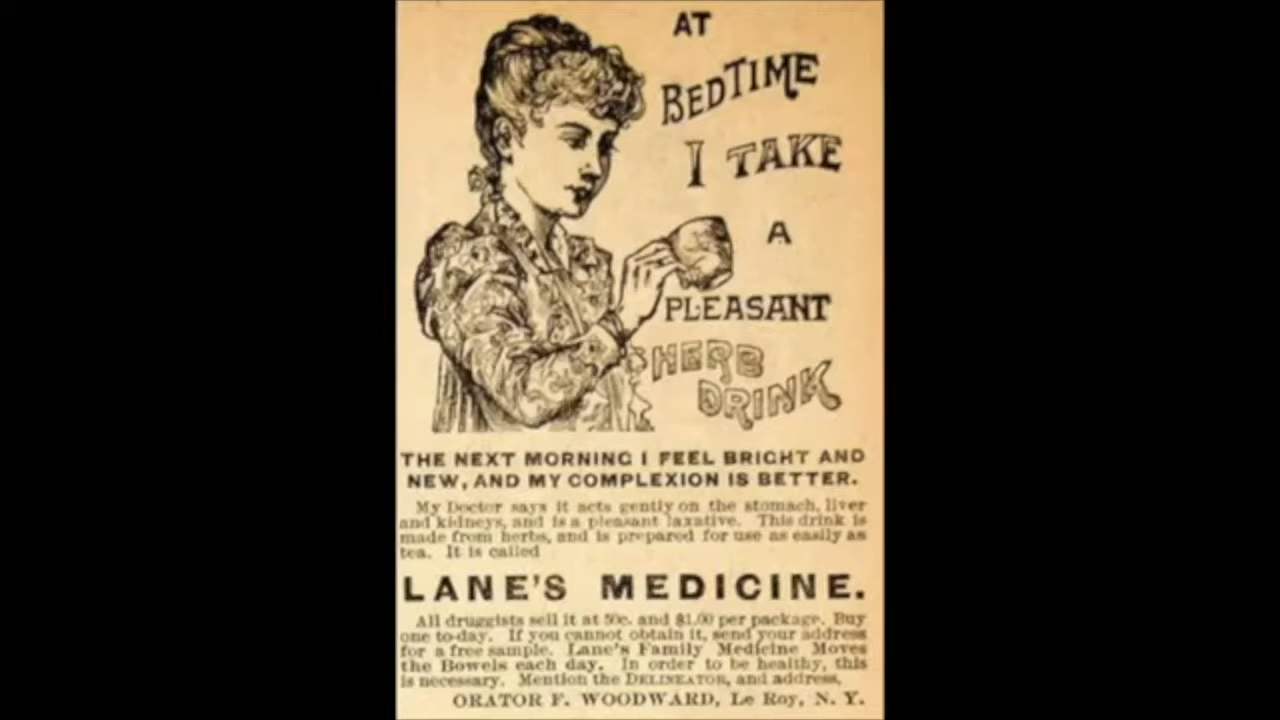 AT
BEDTIME
I TAKE
A
PLEASANT
HERB
DRINK
THE NEXT MORNING I FEEL BRIGHT AND
NEW, AND MY COMPLEXION IS BETTER.
My Doctor says it acts gently on the stomach, liver
and kidneys, and is a pleasant laxative. This drink is
made from herbs, and is prepared for use as easily as
tea. It is called
LANE'S MEDICINE.
All druggists sell it at 50c. and $1.00 per package. Buy
one to-day. If you cannot obtain it, send your address
for a free sample. Lane's Family Medicine Moves
the Bowels each day. In order to be healthy, this
is necessary. Mention the DELINEATOR, and address,
ORATOR F. WOODWARD, Le Roy, N. Y.